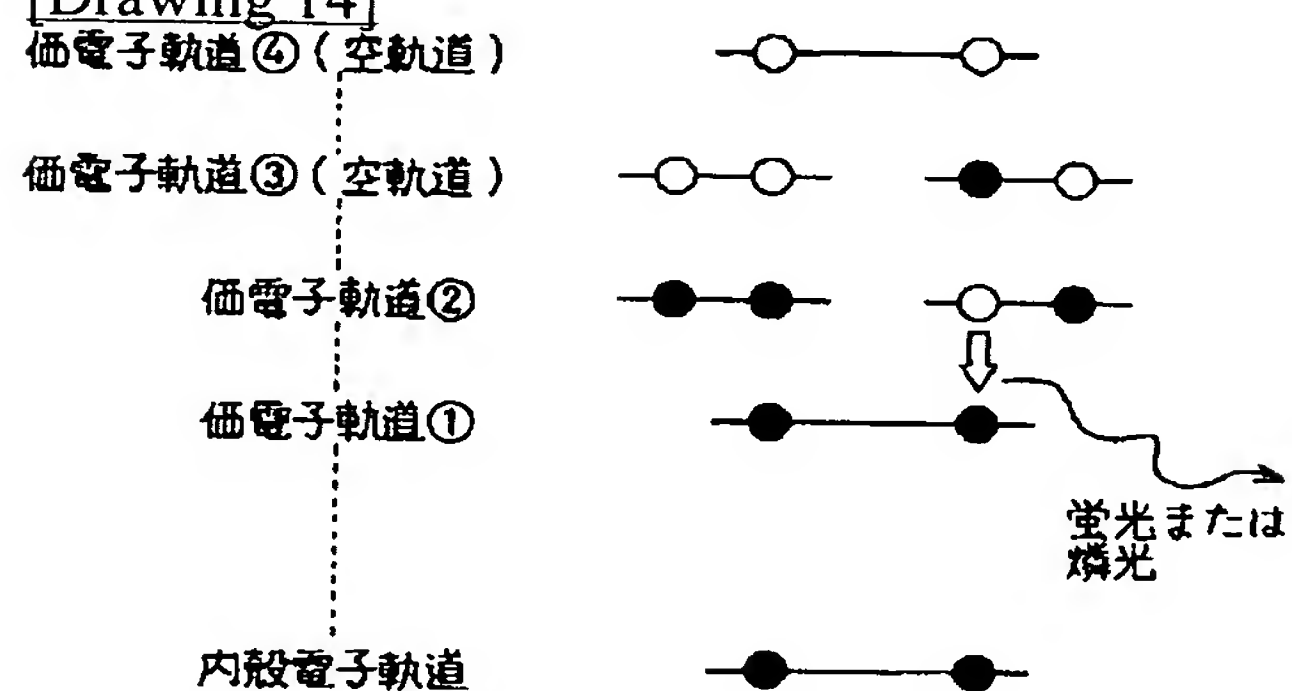 [Drawing 14]
価電子軌道④(空軌道)
価電子軌道③(空軌道)
価電子軌道②
価電子軌道①
蛍光または
燐光
内殻電子軌道